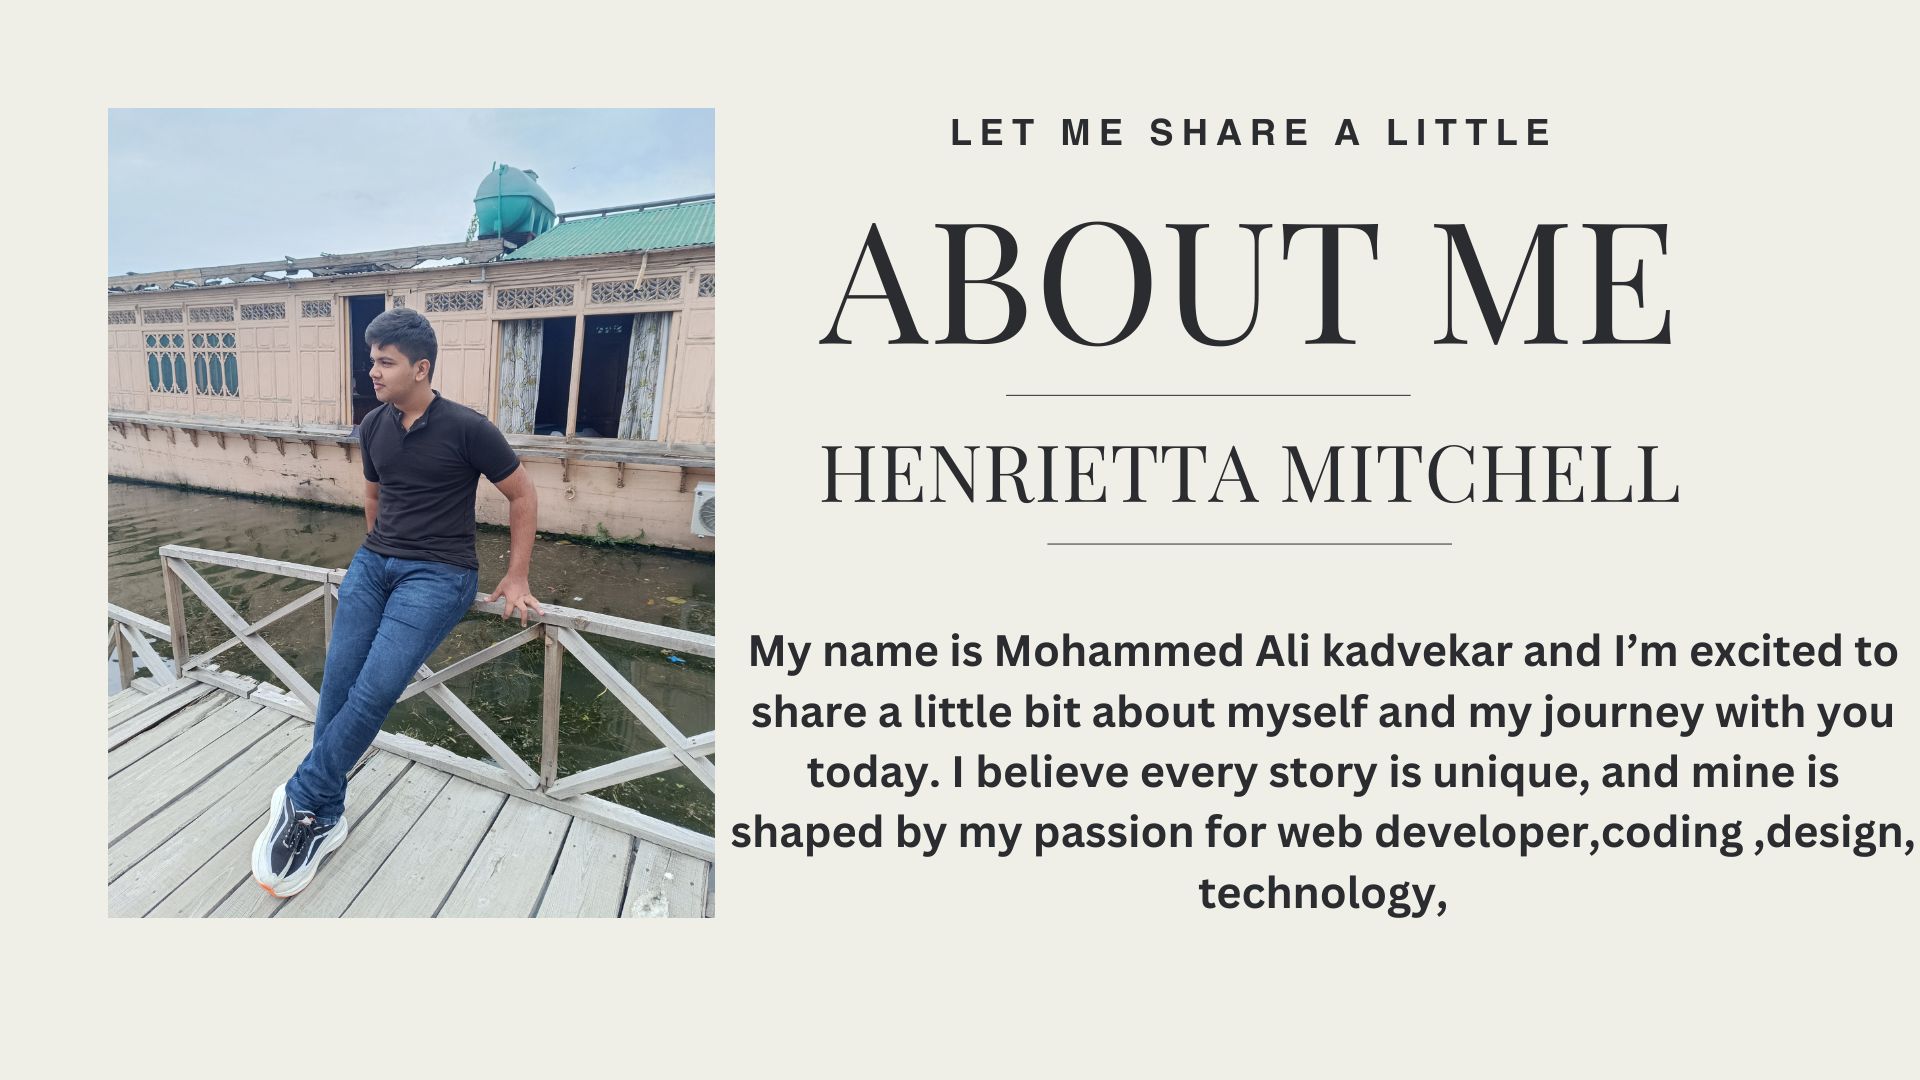 LET ME SHARE A LITTLE
ABOUT ME
HENRIETTA MITCHELL
My name is Mohammed Ali kadvekar and I’m excited to
share a little bit about myself and my journey with you
today. I believe every story is unique, and mine is
shaped by my passion for web developer,coding ,design,
technology,